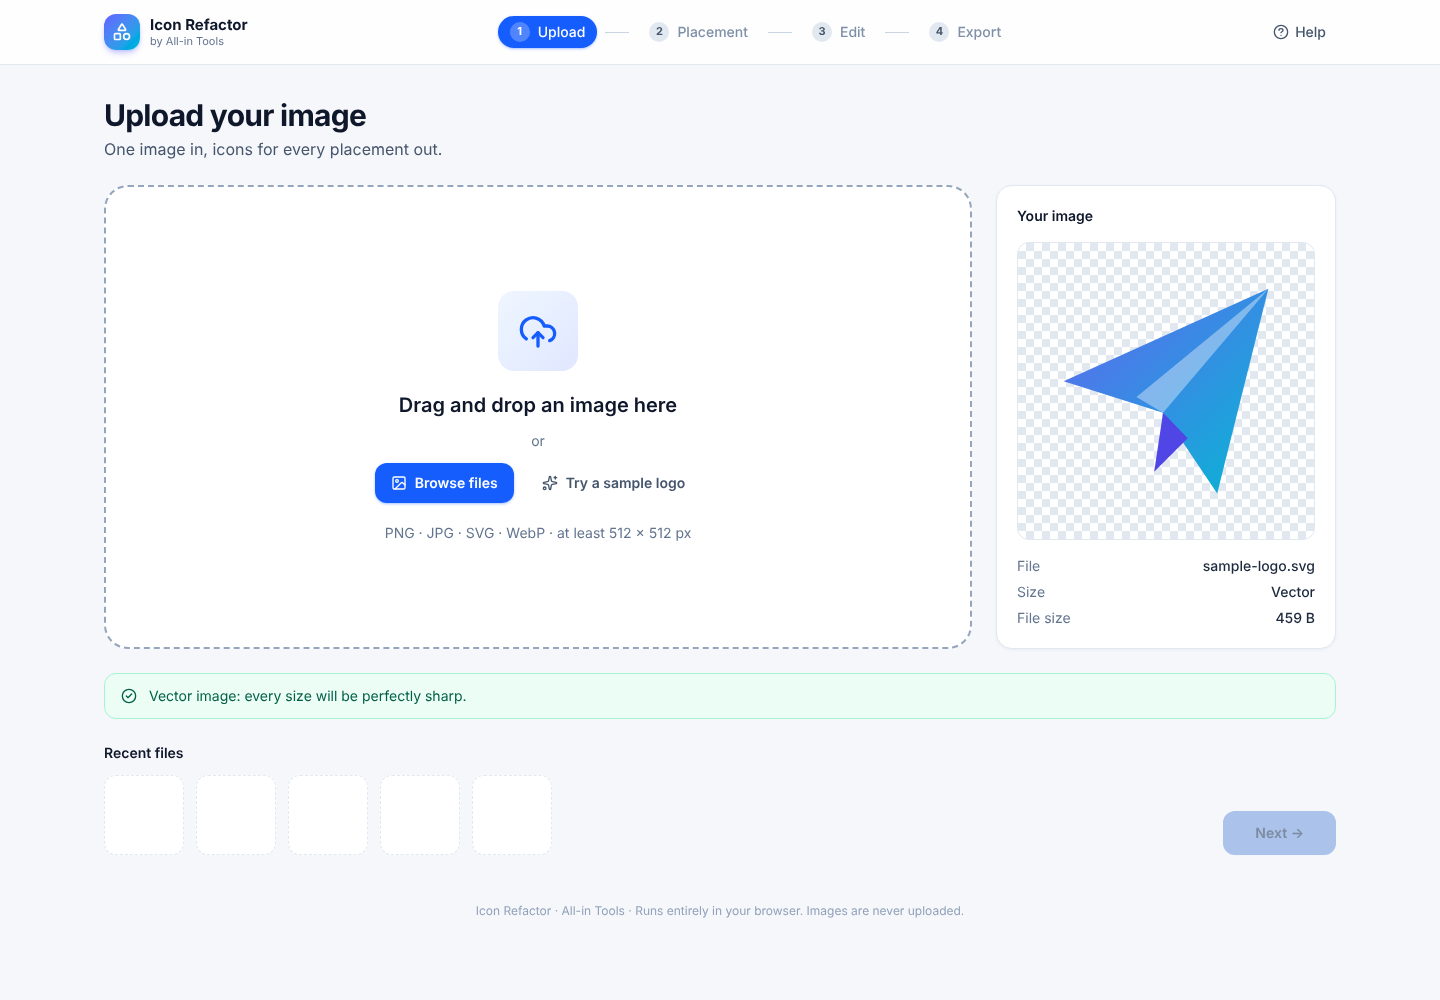 Icon Refactor
by All-in Tools
1 Upload
2 Placement
3 Edit
4 Export
Help
Upload your image
One image in, icons for every placement out.
Drag and drop an image here
or
Browse files
Try a sample logo
PNG · JPG · SVG · WebP · at least 512 × 512 px
Your image
File sample-logo.svg
Size Vector
File size 459 B
Vector image: every size will be perfectly sharp.
Recent files
Next →
Icon Refactor · All-in Tools · Runs entirely in your browser. Images are never uploaded.